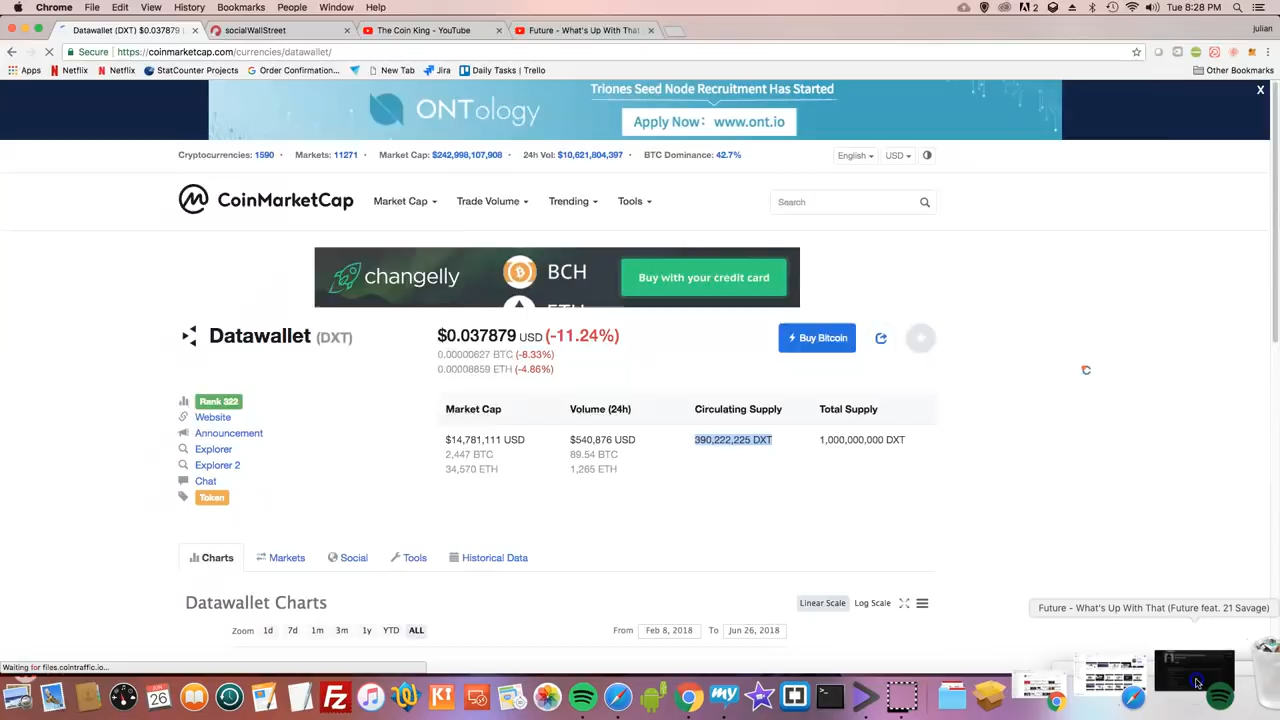 Chrome File Edit View History Bookmarks People Window Help
2 Tue 8:28 PM
Datawallet (DXT) $0.037879 | socialWallStreet The Coin King - YouTube Future - What's Up With Tha julian
Secure https://coinmarketcap.com/currencies/datawallet/
Apps Netflix Netflix StatCounter Projects Order Confirmation... New Tab Jira Daily Tasks | Trello Other Bookmarks
Triones Seed Node Recruitment Has Started
ONTology
Apply Now: www.ont.io
X
Cryptocurrencies: 1590 • Markets: 11271 • Market Cap: $242,998,107,908 • 24h Vol: $10,621,804,397 • BTC Dominance: 42.7% English USD
CoinMarketCap Market Cap Trade Volume Trending Tools Search
changelly BCH Buy with your credit card
ETH
Datawallet (DXT) $0.037879 USD (-11.24%) Buy Bitcoin
0.00000627 BTC (-8.33%)
0.00008859 ETH (-4.86%)
Rank 322
Website
Announcement
Explorer
Explorer 2
Chat
Token
Market Cap Volume (24h) Circulating Supply Total Supply
$14,781,111 USD $540,876 USD 390,222,225 DXT 1,000,000,000 DXT
2,447 BTC 89.54 BTC
34,570 ETH 1,265 ETH
Charts Markets Social Tools Historical Data
Datawallet Charts Linear Scale Log Scale
Future - What's Up With That (Future feat. 21 Savage)
Zoom 1d 7d 1m 3m 1y YTD ALL From Feb 8, 2018 To Jun 26, 2018
Waiting for files.cointraffic.io...